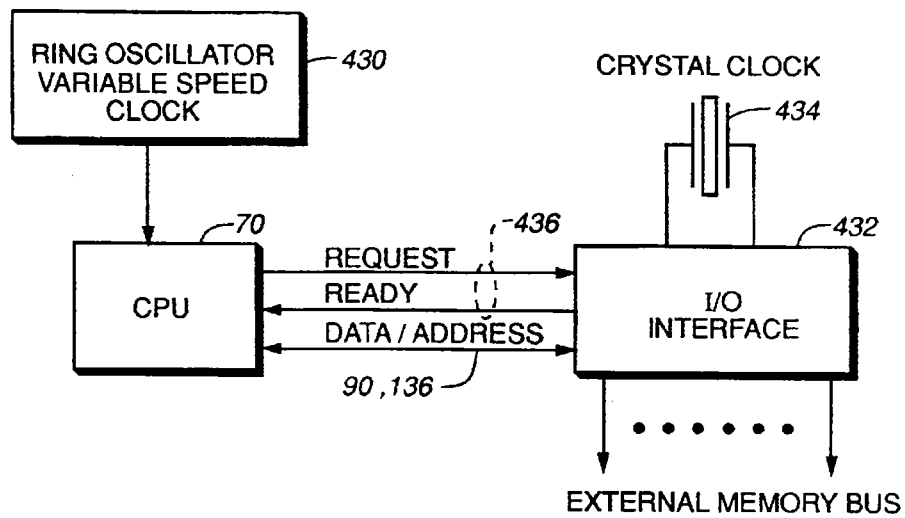 RING OSCILLATOR
VARIABLE SPEED
CLOCK
430
CRYSTAL CLOCK
434
70
436
432
CPU
REQUEST
READY
DATA / ADDRESS
90 ,136
I/O
INTERFACE
EXTERNAL MEMORY BUS